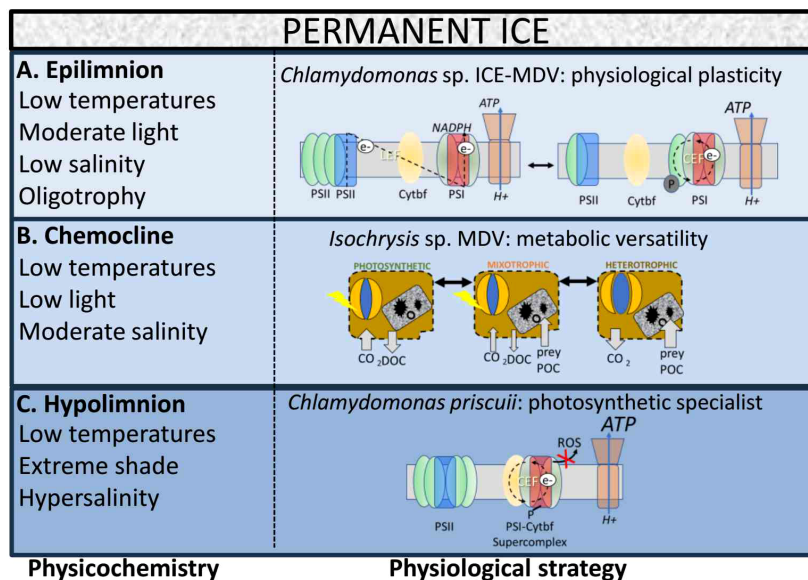 PERMANENT ICE
A. Epilimnion
Low temperatures
Moderate light
Low salinity
Oligotrophy
Chlamydomonas sp. ICE-MDV: physiological plasticity
ATP
NADPH
e-
LEF
e-
PSII
PSII
Cytbf
PSI
H+
ATP
CEF
e-
P
PSII
Cytbf
PSI
H+
B. Chemocline
Low temperatures
Low light
Moderate salinity
Isochrysis sp. MDV: metabolic versatility
PHOTOSYNTHETIC
MIXOTROPHIC
HETEROTROPHIC
CO2 DOC
CO2 DOC
prey
POC
CO2
prey
POC
C. Hypolimnion
Low temperatures
Extreme shade
Hypersalinity
Chlamydomonas priscuii: photosynthetic specialist
ATP
ROS
CEF
e-
P
PSII
PSI-Cytbf
Supercomplex
H+
Physicochemistry
Physiological strategy